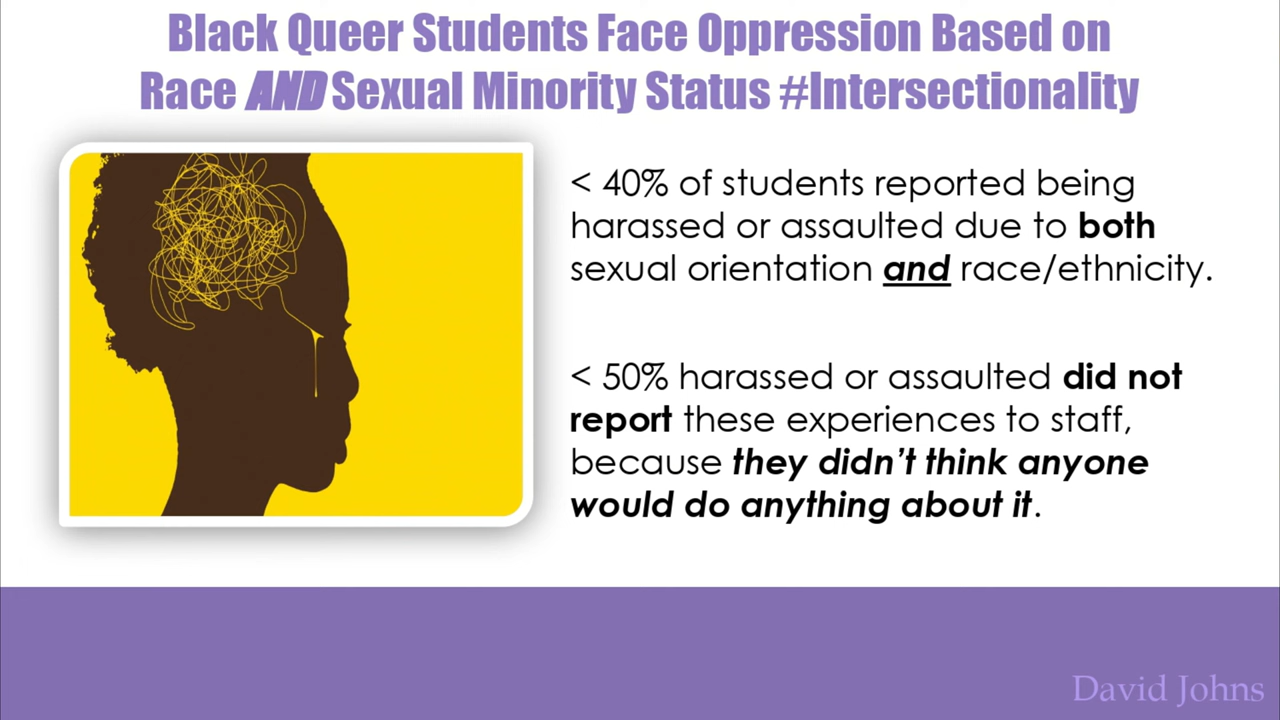 Black Queer Students Face Oppression Based on
Race AND Sexual Minority Status #Intersectionality
< 40% of students reported being
harassed or assaulted due to both
sexual orientation and race/ethnicity.
< 50% harassed or assaulted did not
report these experiences to staff,
because they didn't think anyone
would do anything about it.
David Johns